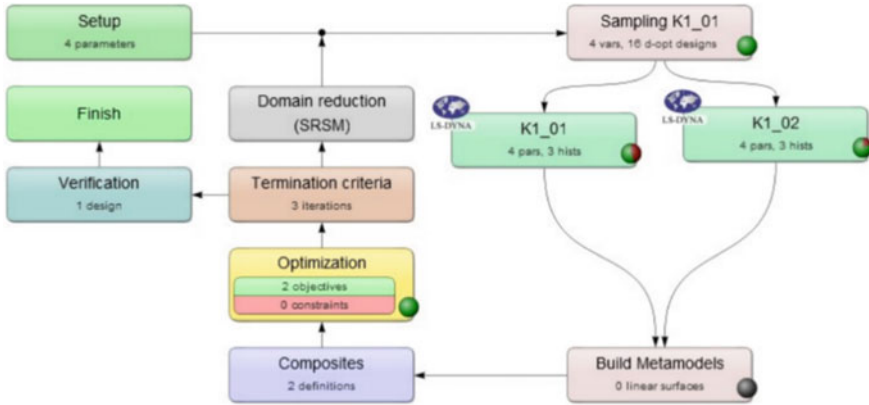 Setup
4 parameters
Sampling K1_01
4 vars, 16 d-opt designs
Finish
Domain reduction
(SRSM)
LS-DYNA
K1_01
4 pars, 3 hists
LS-DYNA
K1_02
4 pars, 3 hists
Verification
1 design
Termination criteria
3 iterations
Optimization
2 objectives
0 constraints
Composites
2 definitions
Build Metamodels
0 linear surfaces